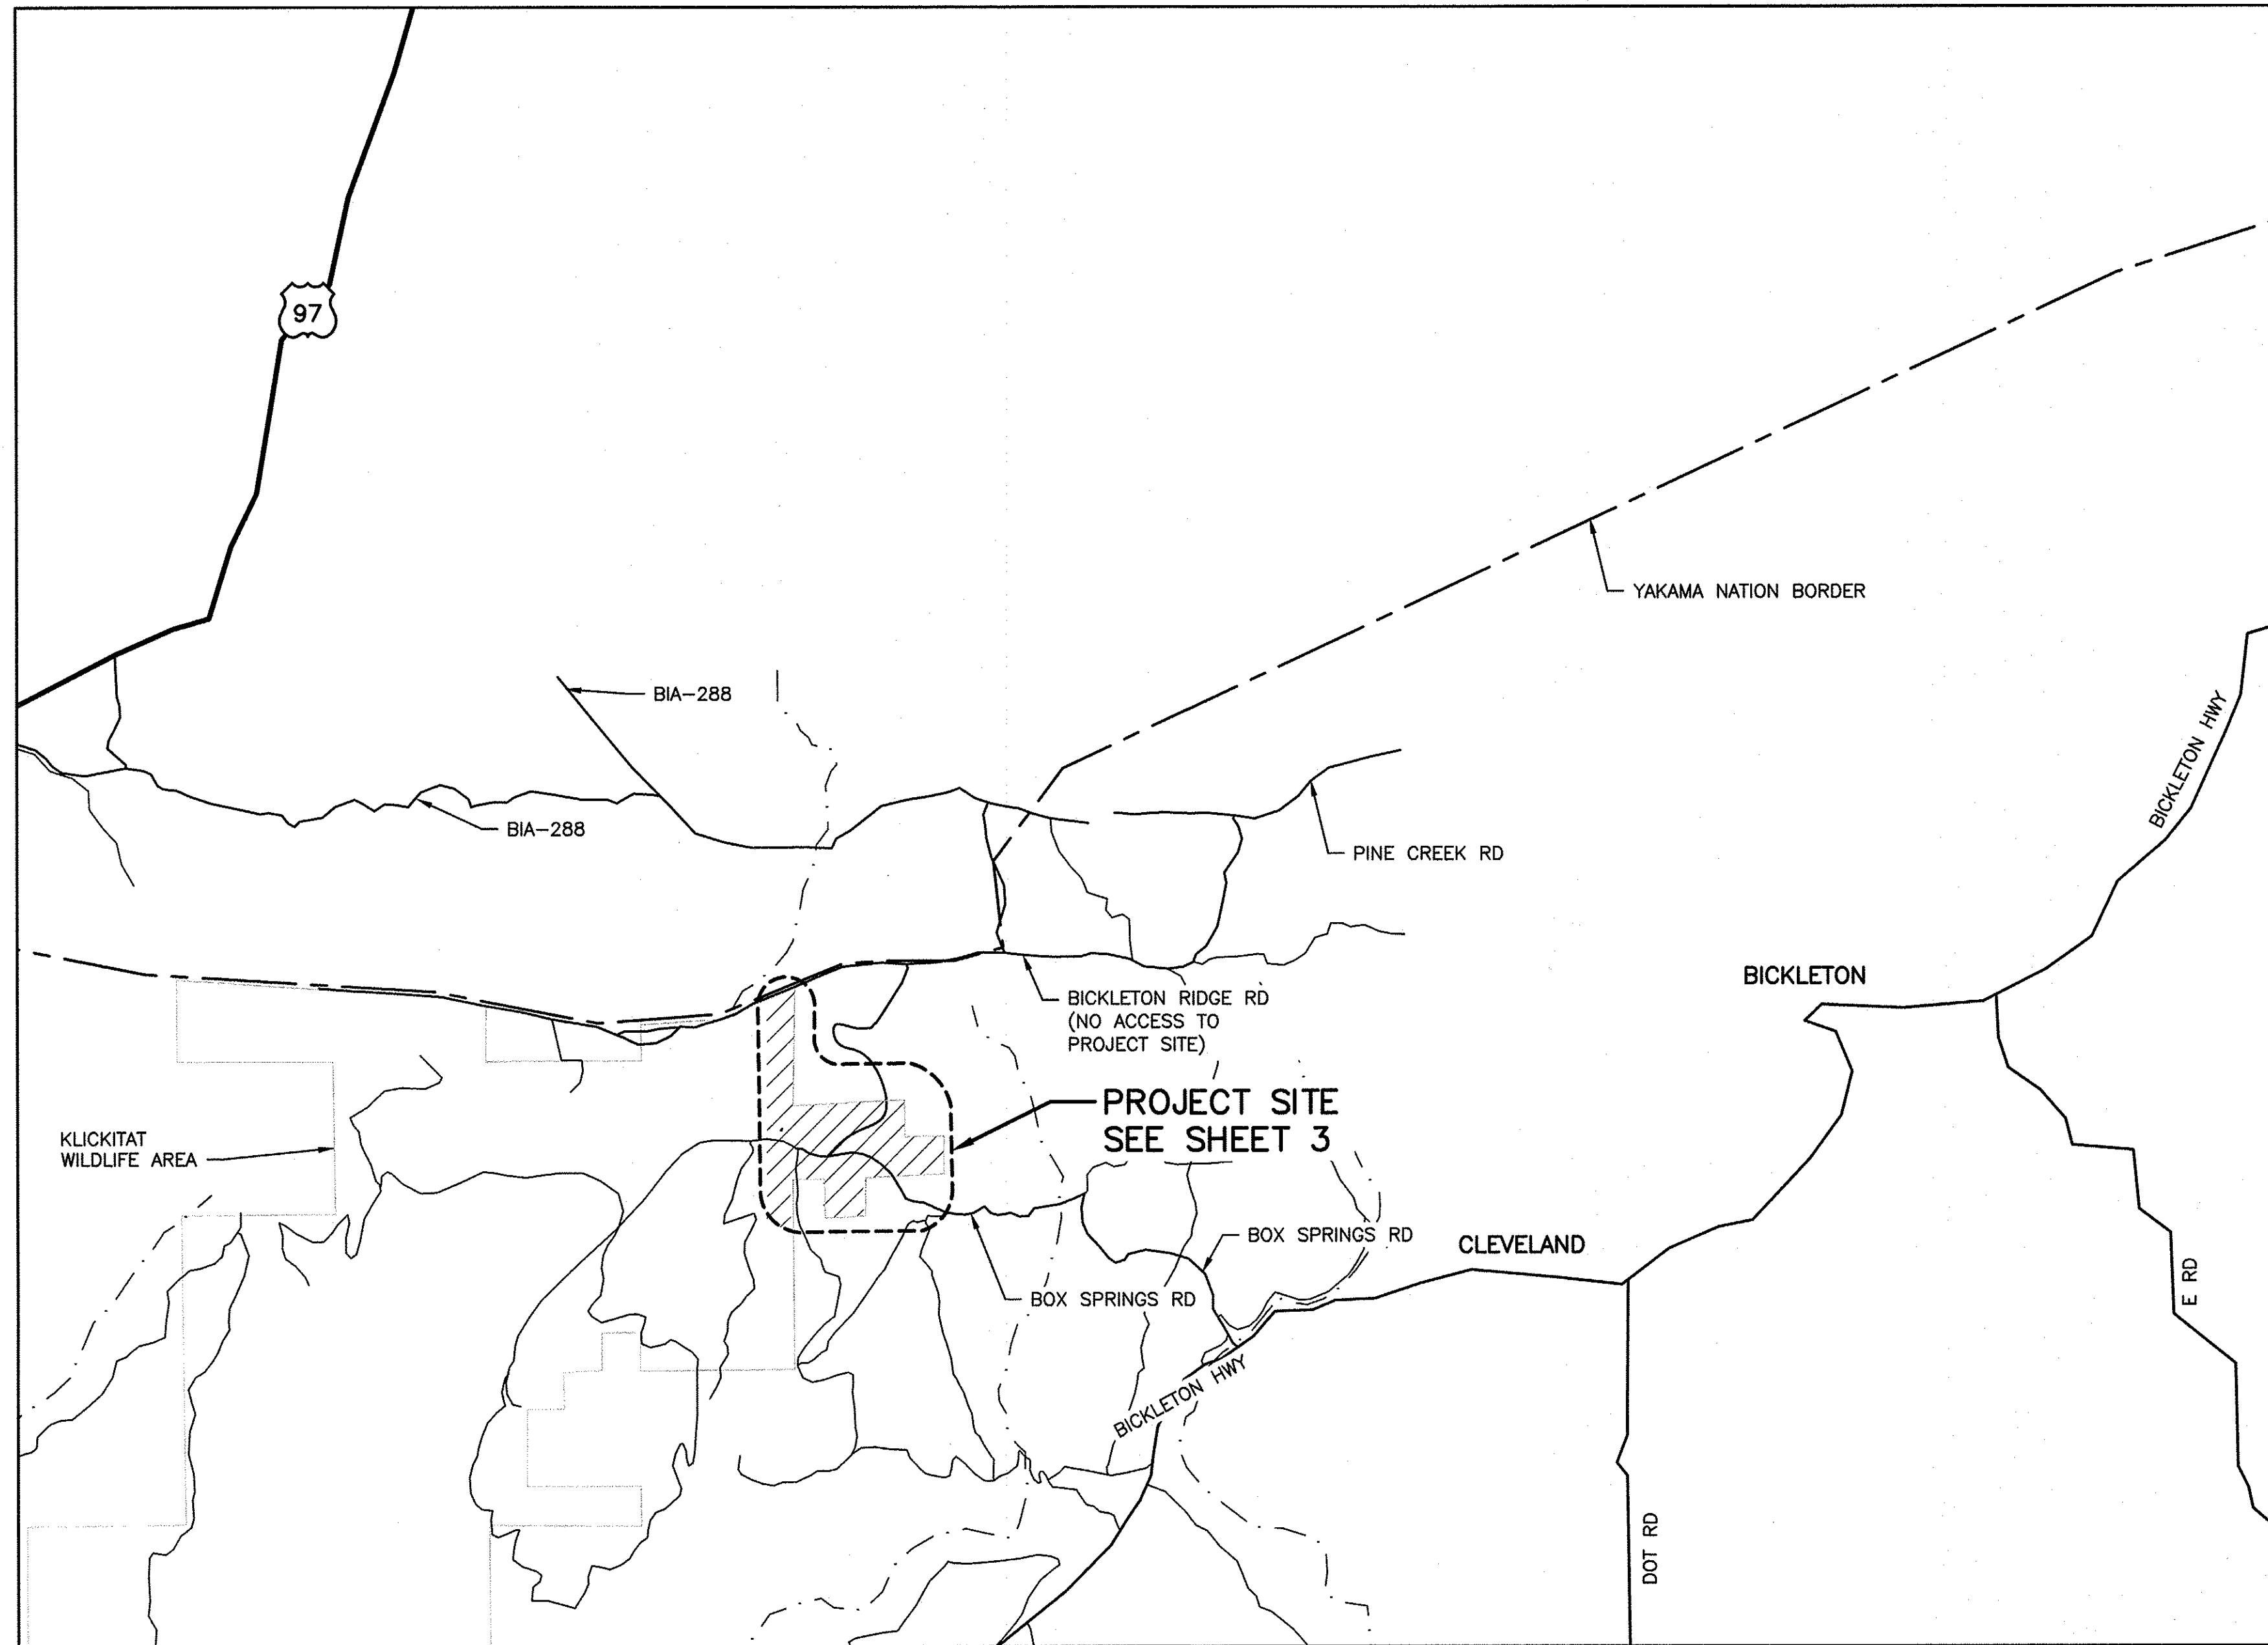 97
YAKAMA NATION BORDER
BIA-288
BICKLETON HWY
BIA-288
PINE CREEK RD
BICKLETON
BICKLETON RIDGE RD
(NO ACCESS TO
PROJECT SITE)
PROJECT SITE
SEE SHEET 3
KLICKITAT
WILDLIFE AREA
BOX SPRINGS RD
CLEVELAND
BOX SPRINGS RD
E RD
BICKLETON HWY
DOT RD